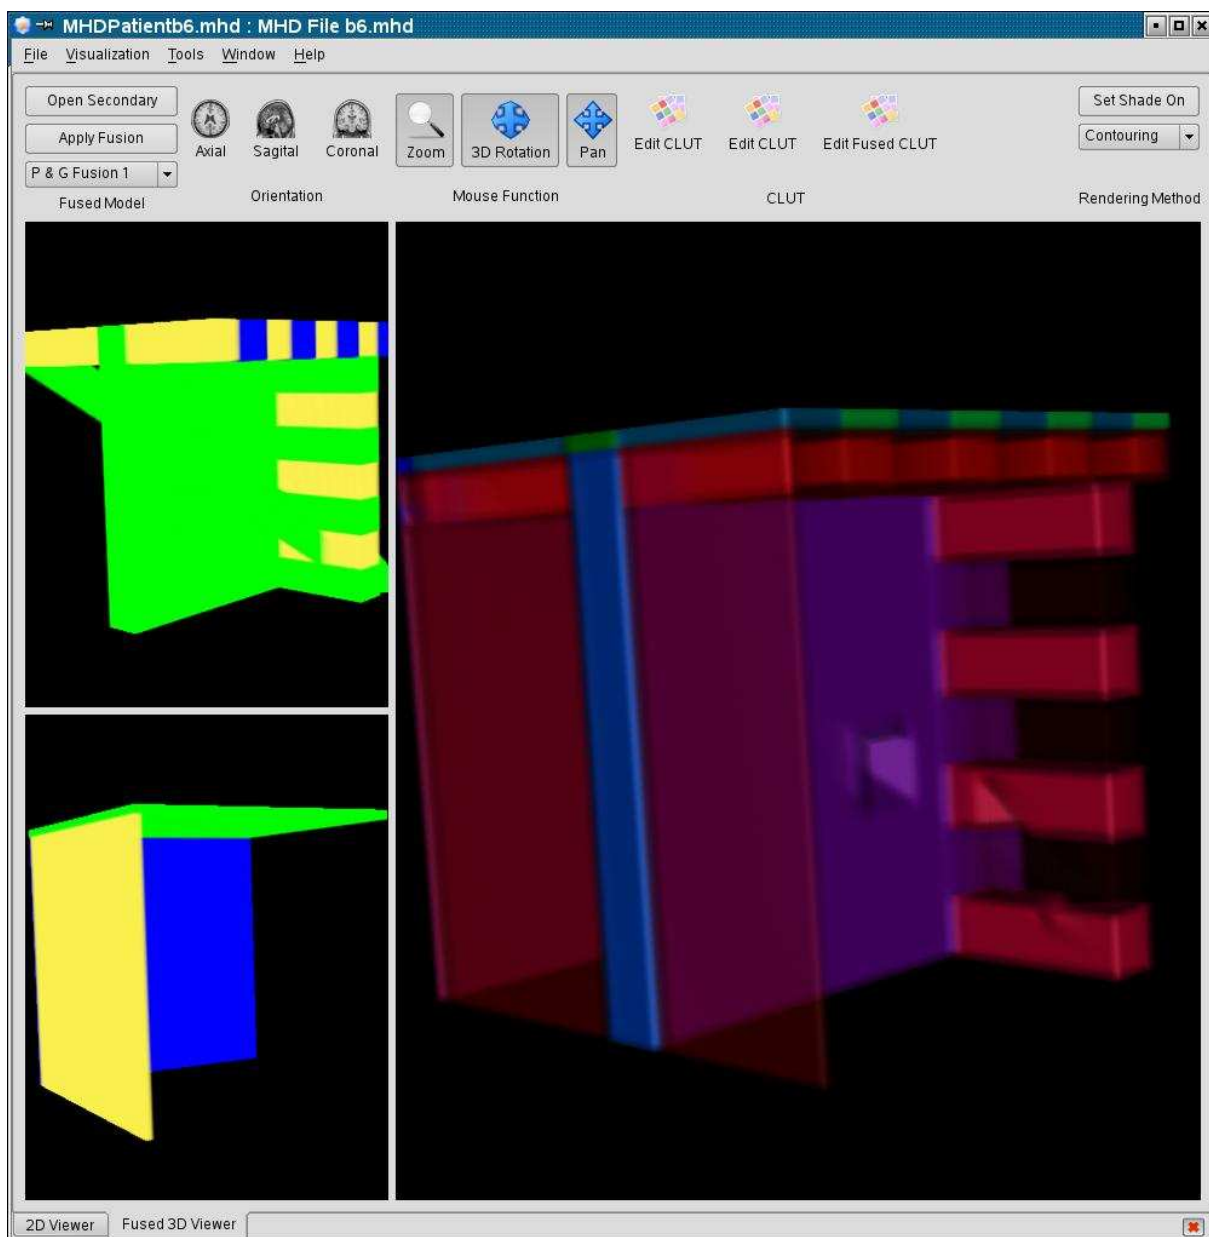 MHDPatientb6.mhd : MHD File b6.mhd
File Visualization Tools Window Help
Open Secondary
Apply Fusion
P & G Fusion 1
Fused Model
Axial Sagital Coronal
Orientation
Zoom 3D Rotation Pan
Mouse Function
Edit CLUT Edit CLUT Edit Fused CLUT
CLUT
Set Shade On
Contouring
Rendering Method
2D Viewer Fused 3D Viewer